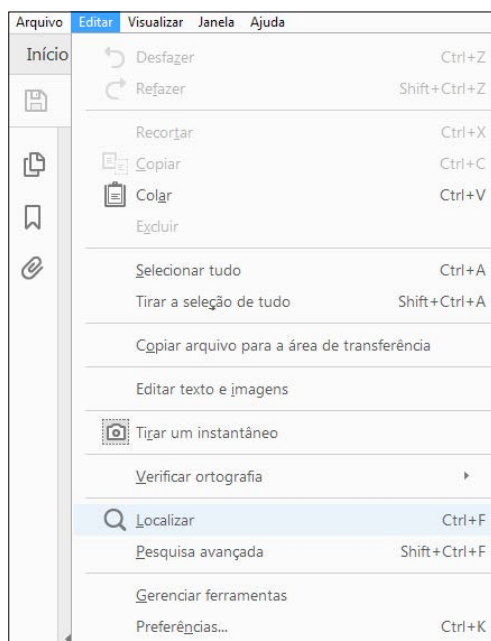 Arquivo Editar Visualizar Janela Ajuda
Início
Desfazer Ctrl+Z
Refazer Shift+Ctrl+Z
Recortar Ctrl+X
Copiar Ctrl+C
Colar Ctrl+V
Excluir
Selecionar tudo Ctrl+A
Tirar a seleção de tudo Shift+Ctrl+A
Copiar arquivo para a área de transferência
Editar texto e imagens
Tirar um instantâneo
Verificar ortografia
Localizar Ctrl+F
Pesquisa avançada Shift+Ctrl+F
Gerenciar ferramentas
Preferências... Ctrl+K